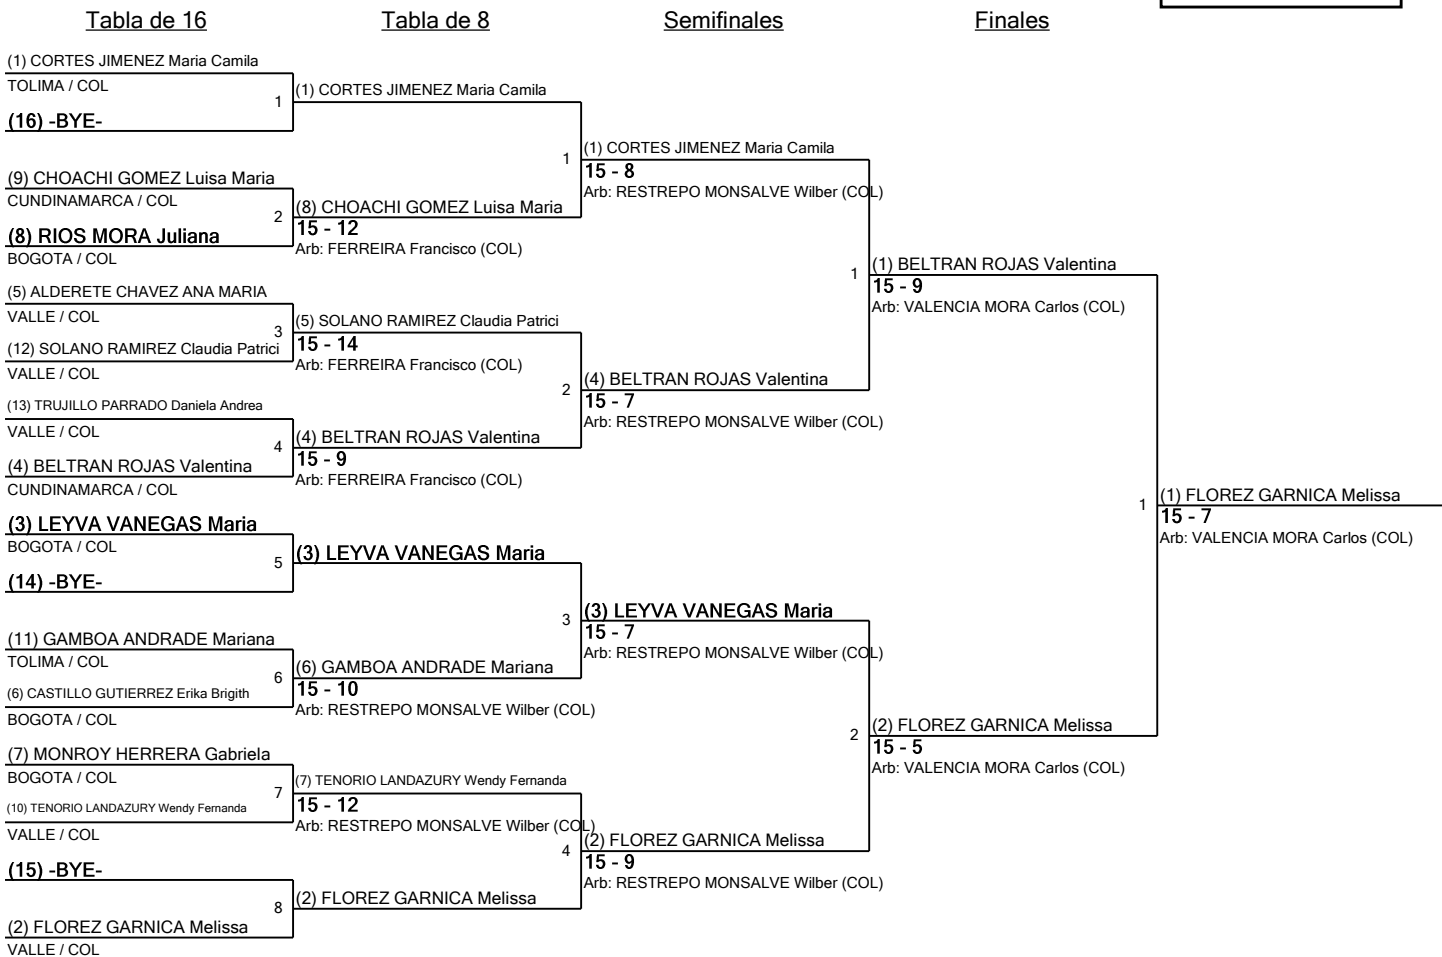 Tabla de 16
Tabla de 8
Semifinales
Finales
(1) CORTES JIMENEZ Maria Camila
TOLIMA / COL
1
(16) -BYE-
(9) CHOACHI GOMEZ Luisa Maria
CUNDINAMARCA / COL
2
(8) RIOS MORA Juliana
BOGOTA / COL
(5) ALDERETE CHAVEZ ANA MARIA
VALLE / COL
3
(12) SOLANO RAMIREZ Claudia Patrici
VALLE / COL
(13) TRUJILLO PARRADO Daniela Andrea
VALLE / COL
4
(4) BELTRAN ROJAS Valentina
CUNDINAMARCA / COL
(3) LEYVA VANEGAS Maria
BOGOTA / COL
5
(14) -BYE-
(11) GAMBOA ANDRADE Mariana
TOLIMA / COL
6
(6) CASTILLO GUTIERREZ Erika Brigith
BOGOTA / COL
(7) MONROY HERRERA Gabriela
BOGOTA / COL
7
(10) TENORIO LANDAZURY Wendy Fernanda
VALLE / COL
(15) -BYE-
8
(2) FLOREZ GARNICA Melissa
VALLE / COL
(1) CORTES JIMENEZ Maria Camila
1
(8) CHOACHI GOMEZ Luisa Maria
15 - 12
Arb: FERREIRA Francisco (COL)
(5) SOLANO RAMIREZ Claudia Patrici
15 - 14
Arb: FERREIRA Francisco (COL)
2
(4) BELTRAN ROJAS Valentina
15 - 9
Arb: FERREIRA Francisco (COL)
(3) LEYVA VANEGAS Maria
3
(6) GAMBOA ANDRADE Mariana
15 - 10
Arb: RESTREPO MONSALVE Wilber (COL)
(7) TENORIO LANDAZURY Wendy Fernanda
15 - 12
Arb: RESTREPO MONSALVE Wilber (COL)
4
(2) FLOREZ GARNICA Melissa
(1) CORTES JIMENEZ Maria Camila
15 - 8
Arb: RESTREPO MONSALVE Wilber (COL)
1
(4) BELTRAN ROJAS Valentina
15 - 7
Arb: RESTREPO MONSALVE Wilber (COL)
(3) LEYVA VANEGAS Maria
15 - 7
Arb: RESTREPO MONSALVE Wilber (COL)
2
(2) FLOREZ GARNICA Melissa
15 - 9
Arb: RESTREPO MONSALVE Wilber (COL)
(1) BELTRAN ROJAS Valentina
15 - 9
Arb: VALENCIA MORA Carlos (COL)
1
(2) FLOREZ GARNICA Melissa
15 - 5
Arb: VALENCIA MORA Carlos (COL)
(1) FLOREZ GARNICA Melissa
15 - 7
Arb: VALENCIA MORA Carlos (COL)